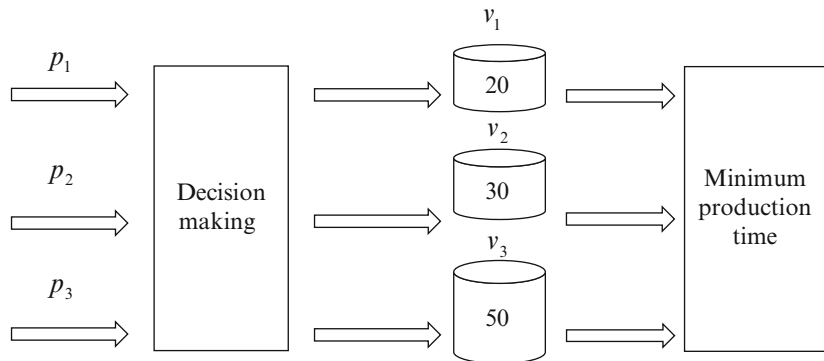 v₁
p₁
20
v₂
p₂
30
Decision
making
Minimum
production
time
v₃
p₃
50